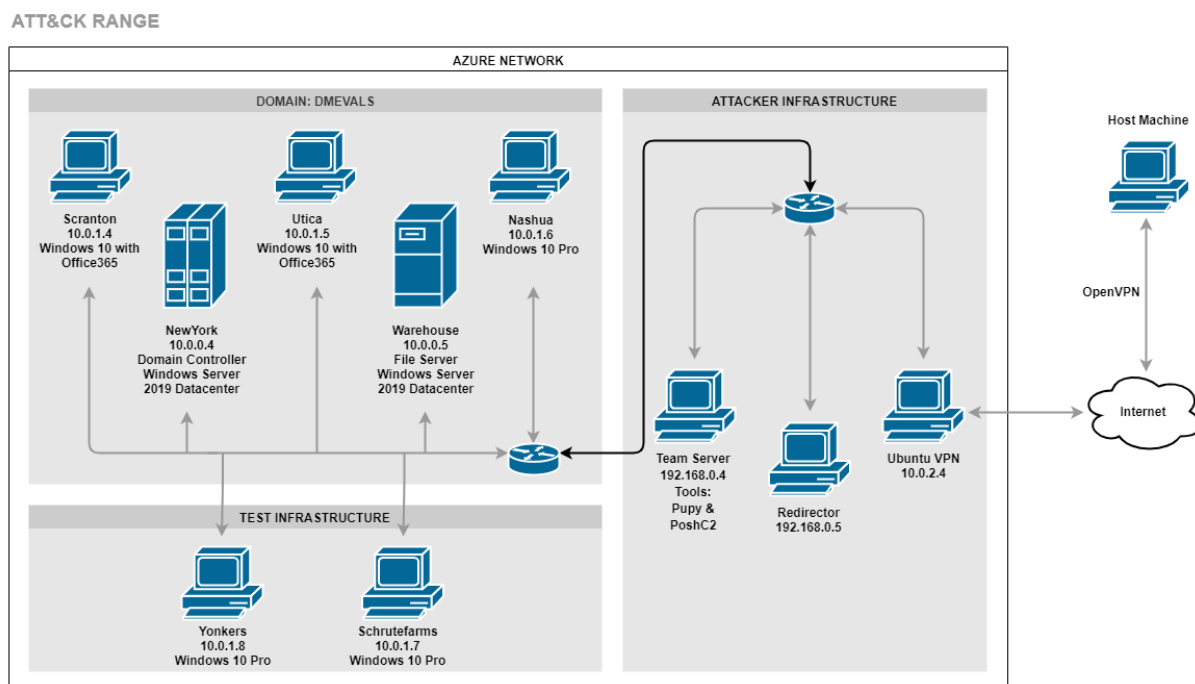 ATT&CK RANGE
AZURE NETWORK
DOMAIN: DMEVALS
Scranton
10.0.1.4
Windows 10 with
Office365
Utica
10.0.1.5
Windows 10 with
Office365
Nashua
10.0.1.6
Windows 10 Pro
NewYork
10.0.0.4
Domain Controller
Windows Server
2019 Datacenter
Warehouse
10.0.0.5
File Server
Windows Server
2019 Datacenter
TEST INFRASTRUCTURE
Yonkers
10.0.1.8
Windows 10 Pro
Schrutefarms
10.0.1.7
Windows 10 Pro
ATTACKER INFRASTRUCTURE
Team Server
192.168.0.4
Tools:
Pupy &
PoshC2
Redirector
192.168.0.5
Ubuntu VPN
10.0.2.4
Host Machine
OpenVPN
Internet